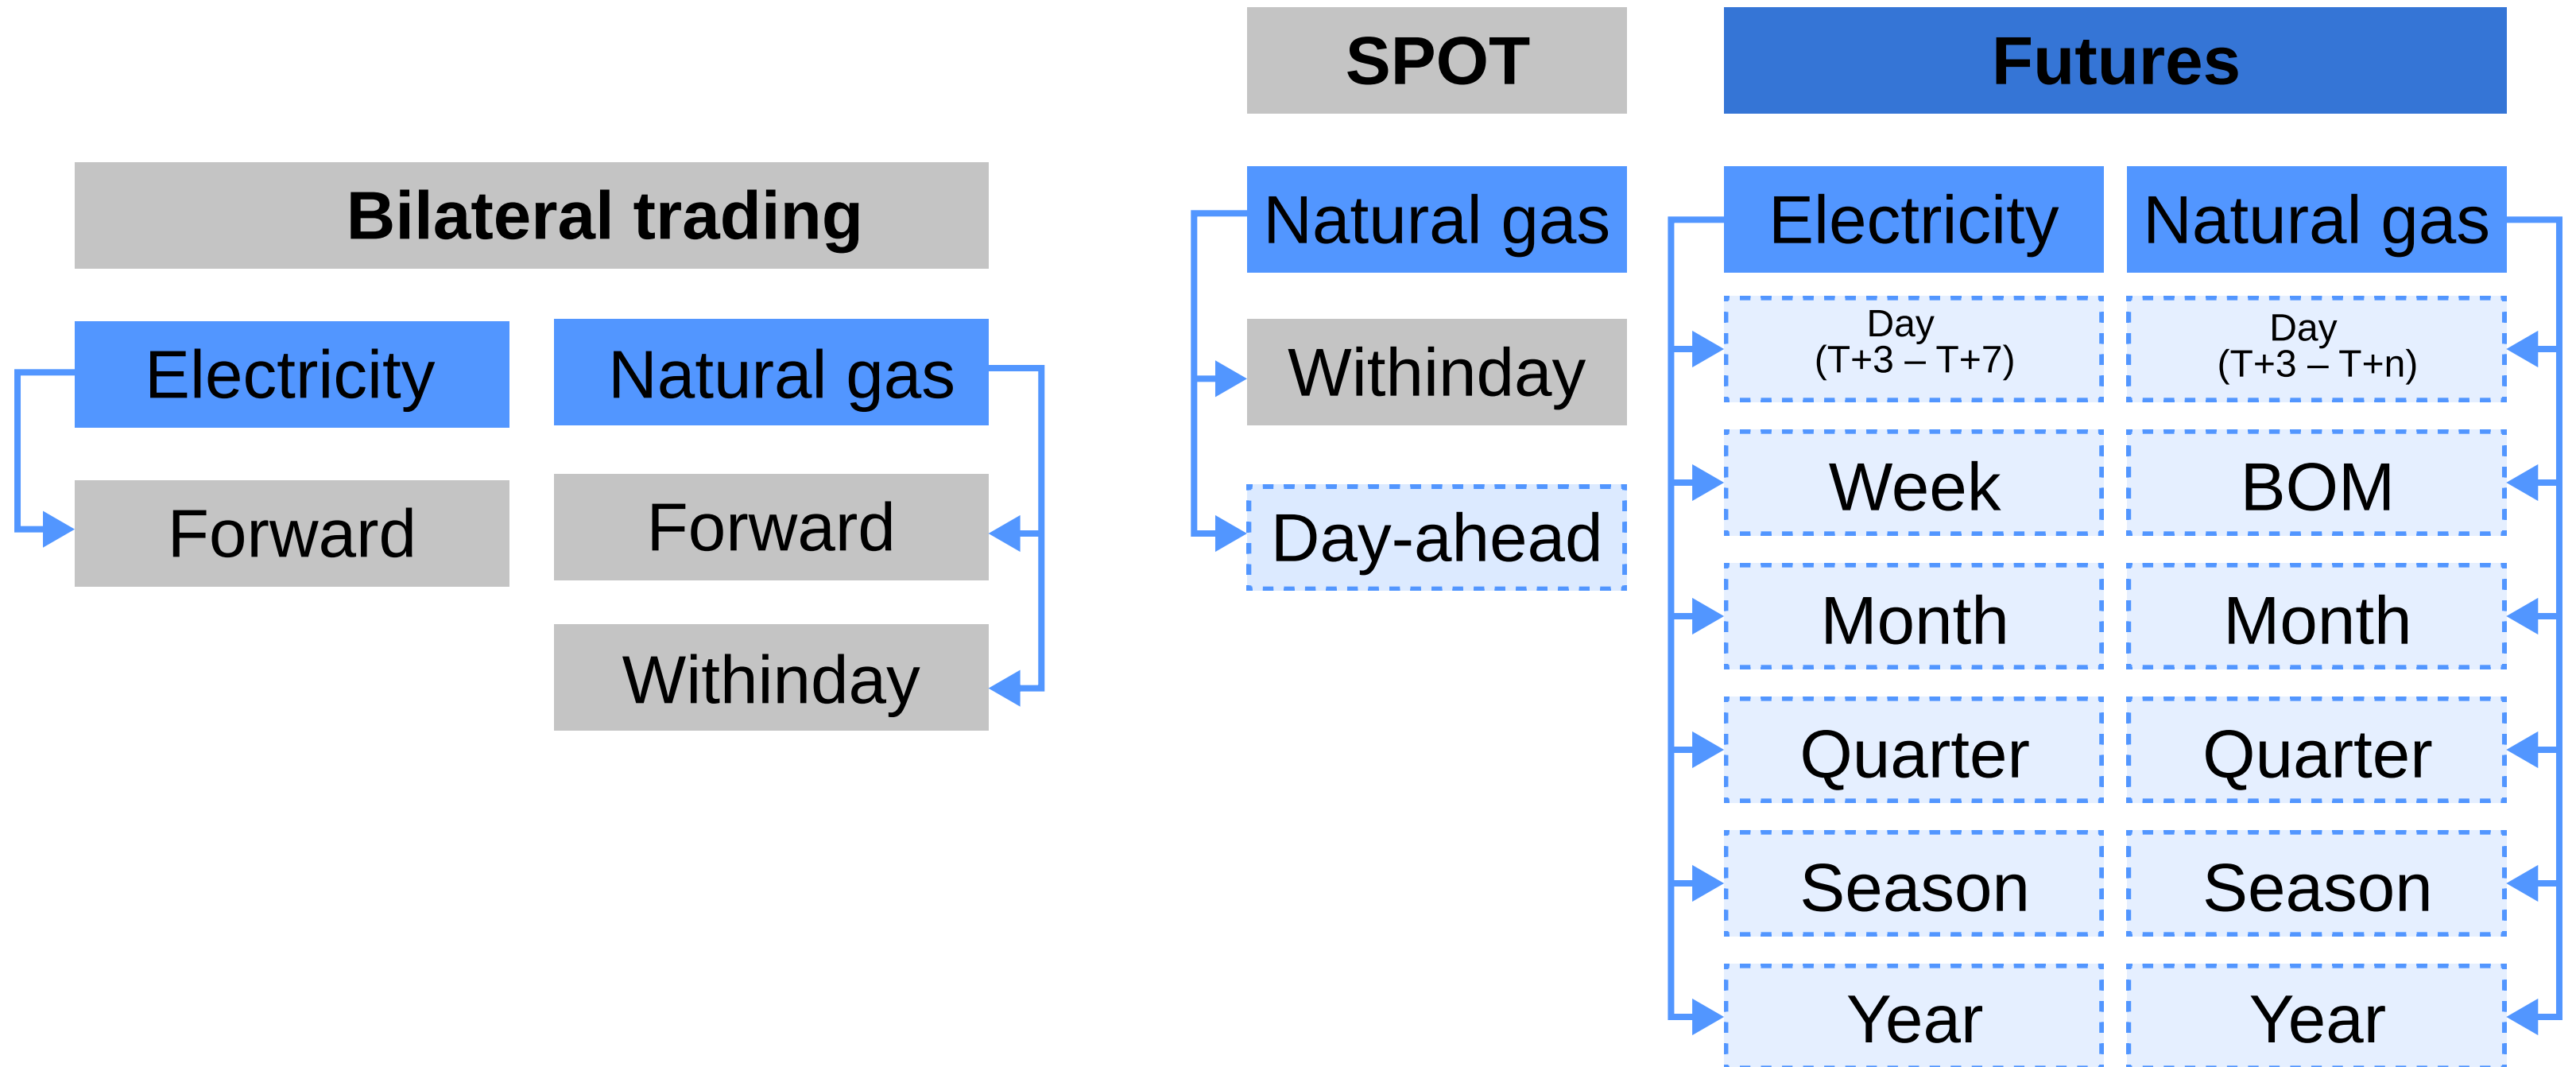 Bilateral trading
Electricity
Forward
Natural gas
Forward
Withinday
SPOT
Natural gas
Withinday
Day-ahead
Futures
Electricity
Day
(T+3 – T+7)
Week
Month
Quarter
Season
Year
Natural gas
Day
(T+3 – T+n)
BOM
Month
Quarter
Season
Year